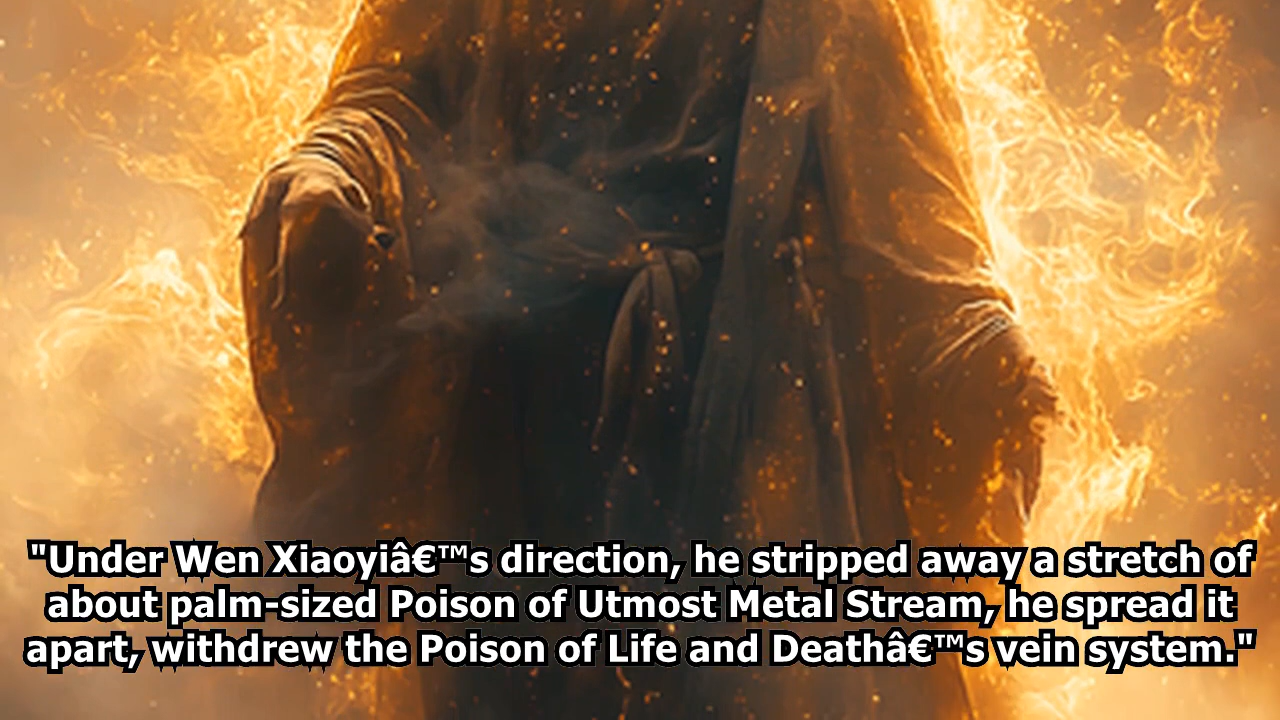 "Under Wen Xiaoyiâ€™s direction, he stripped away a stretch of
about palm-sized Poison of Utmost Metal Stream, he spread it
apart, withdrew the Poison of Life and Deathâ€™s vein system."